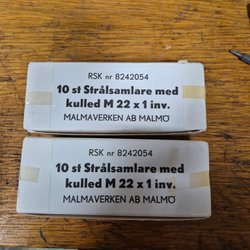 RSK nr 8242054
10 st Strålsamlare med
kulled M 22 x 1 inv.
MALMAVERKEN AB MALMÖ
RSK nr 8242054
10 st Strålsamlare med
kulled M 22 x 1 inv.
MALMAVERKEN AB MALMÖ